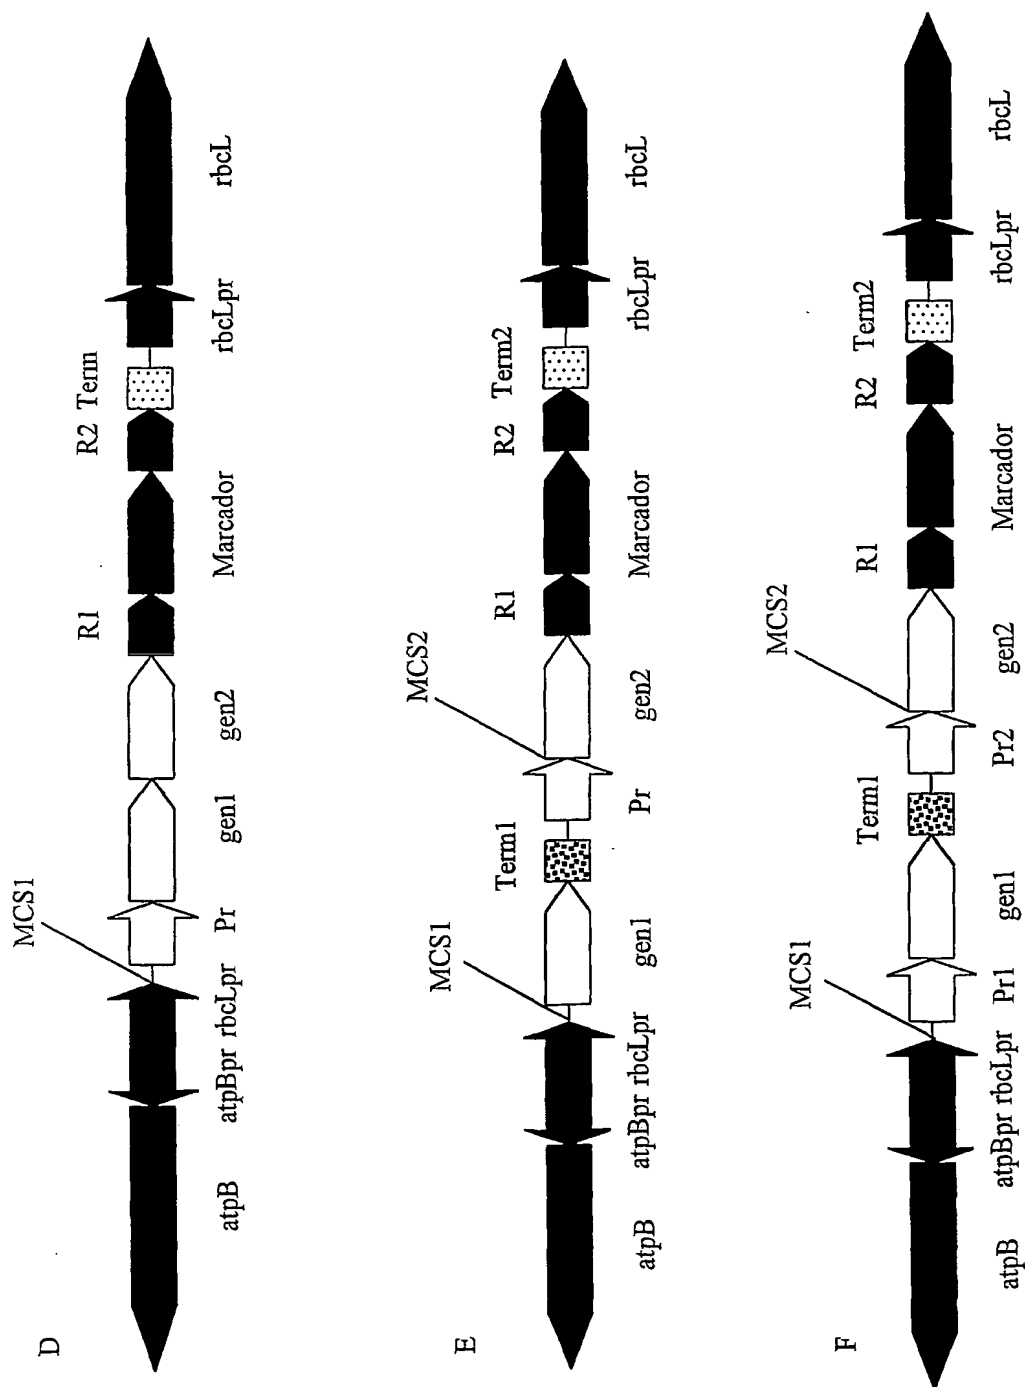 D
MCS1
R1
R2 Term
atpB
atpBpr rbcLpr
Pr
gen1
gen2
Marcador
rbcLpr
rbcL
E
MCS1
Term1
MCS2
R1
R2
Term2
atpB
atpBpr rbcLpr
gen1
Pr
gen2
Marcador
rbcLpr
rbcL
F
MCS1
Term1
MCS2
R1
R2
Term2
atpB
atpBpr rbcLpr
Pr1
gen1
Pr2
gen2
Marcador
rbcLpr
rbcL